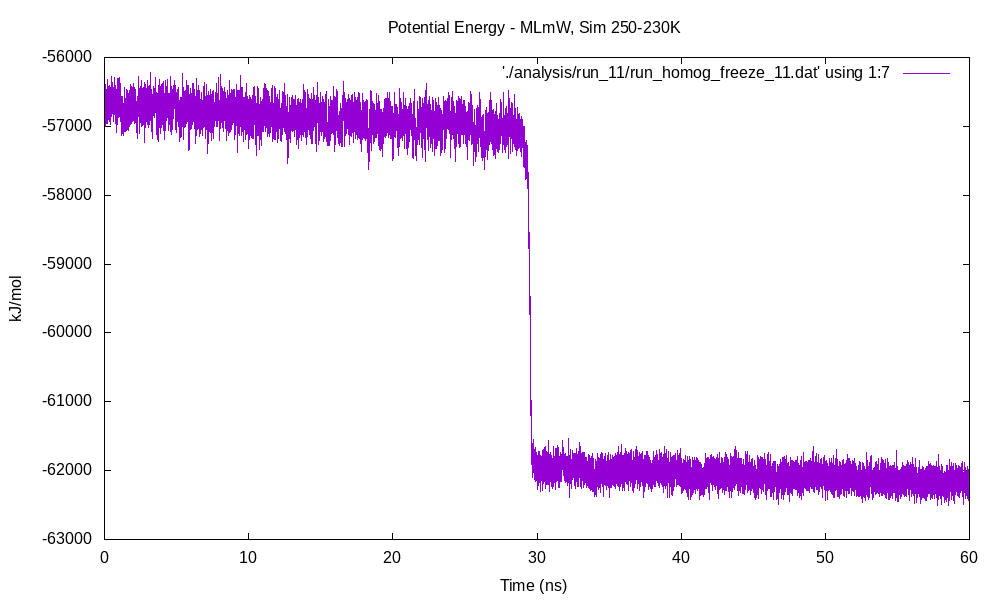 Potential Energy - MLmW, Sim 250-230K
'./analysis/run_11/run_homog_freeze_11.dat' using 1:7
-56000
-57000
-58000
-59000
-60000
-61000
-62000
-63000
kJ/mol
0 10 20 30 40 50 60
Time (ns)